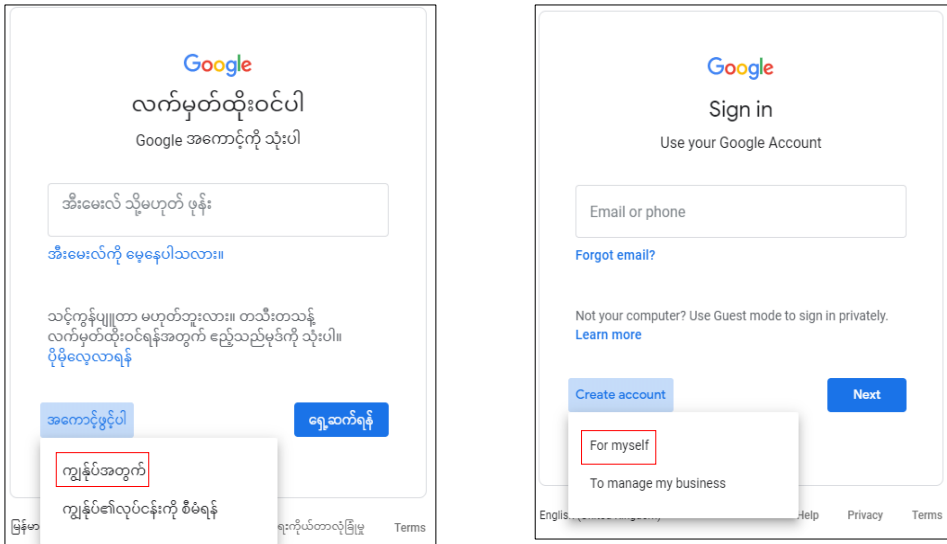 Google
လက်မှတ်ထိုးဝင်ပါ
Google အကောင့်ကို သုံးပါ
အီးမေးလ် သို့မဟုတ် ဖုန်း
အီးမေးလ်ကို မေ့နေပါသလား။
သင့်ကွန်ပျူတာ မဟုတ်ဘူးလား။ တသီးတသန့်
လက်မှတ်ထိုးဝင်ရန်အတွက် ဧည့်သည်မုဒ်ကို သုံးပါ။
ပိုမိုလေ့လာရန်
အကောင့်ဖွင့်ပါ
ရှေ့ဆက်ရန်
ကျွန်ုပ်အတွက်
ကျွန်ုပ်၏လုပ်ငန်းကို စီမံရန်
Terms
Google
Sign in
Use your Google Account
Email or phone
Forgot email?
Not your computer? Use Guest mode to sign in privately.
Learn more
Create account
Next
For myself
To manage my business
Help Privacy Terms